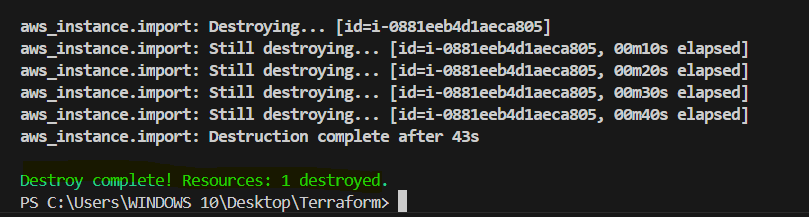 aws_instance.import: Destroying... [id=i-0881eeb4d1aeca805]
aws_instance.import: Still destroying... [id=i-0881eeb4d1aeca805, 00m10s elapsed]
aws_instance.import: Still destroying... [id=i-0881eeb4d1aeca805, 00m20s elapsed]
aws_instance.import: Still destroying... [id=i-0881eeb4d1aeca805, 00m30s elapsed]
aws_instance.import: Still destroying... [id=i-0881eeb4d1aeca805, 00m40s elapsed]
aws_instance.import: Destruction complete after 43s
Destroy complete! Resources: 1 destroyed.
PS C:\Users\WINDOWS 10\Desktop\Terraform>